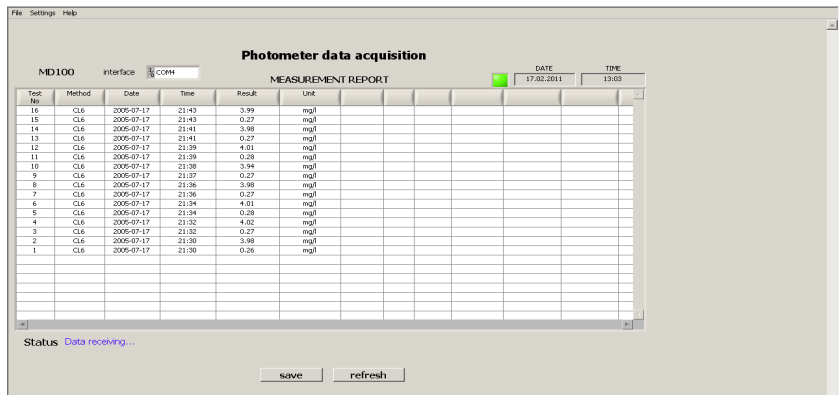 File Settings Help
Photometer data acquisition
MD100 interface COM4
MEASUREMENT REPORT
DATE TIME
17.02.2011 13:03
Test No Method Date Time Result Unit
16 CL6 2005-07-17 21:43 3.99 mg/l
15 CL6 2005-07-17 21:43 0.27 mg/l
14 CL6 2005-07-17 21:41 3.98 mg/l
13 CL6 2005-07-17 21:41 0.27 mg/l
12 CL6 2005-07-17 21:39 4.01 mg/l
11 CL6 2005-07-17 21:39 0.28 mg/l
10 CL6 2005-07-17 21:38 3.94 mg/l
9 CL6 2005-07-17 21:37 0.27 mg/l
8 CL6 2005-07-17 21:36 3.98 mg/l
7 CL6 2005-07-17 21:36 0.27 mg/l
6 CL6 2005-07-17 21:34 4.01 mg/l
5 CL6 2005-07-17 21:34 0.28 mg/l
4 CL6 2005-07-17 21:32 4.02 mg/l
3 CL6 2005-07-17 21:32 0.27 mg/l
2 CL6 2005-07-17 21:30 3.98 mg/l
1 CL6 2005-07-17 21:30 0.26 mg/l
Status Data receiving...
save refresh